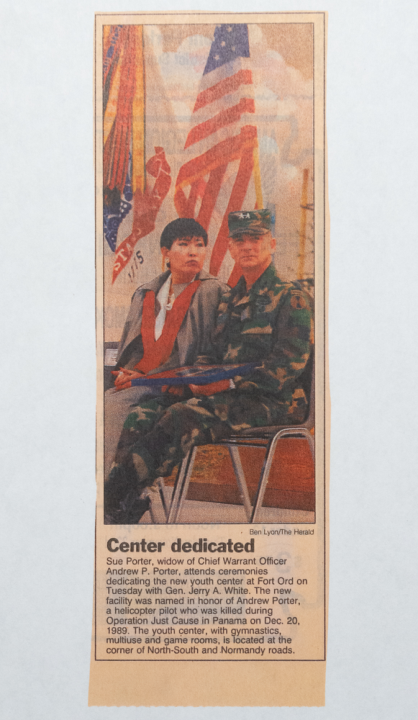 STA
1/15
- Ben Lyon/The Herald
Center dedicated
Sue Porter, widow of Chief Warrant Officer
Andrew P. Porter, attends ceremonies
dedicating the new youth center at Fort Ord on
Tuesday with Gen. Jerry A. White. The new
facility was named in honor of Andrew Porter,
a helicopter pilot who was killed during
Operation Just Cause in Panama on Dec. 20,
1989. The youth center, with gymnastics,
multiuse and game rooms, is located at the
corner of North-South and Normandy roads.